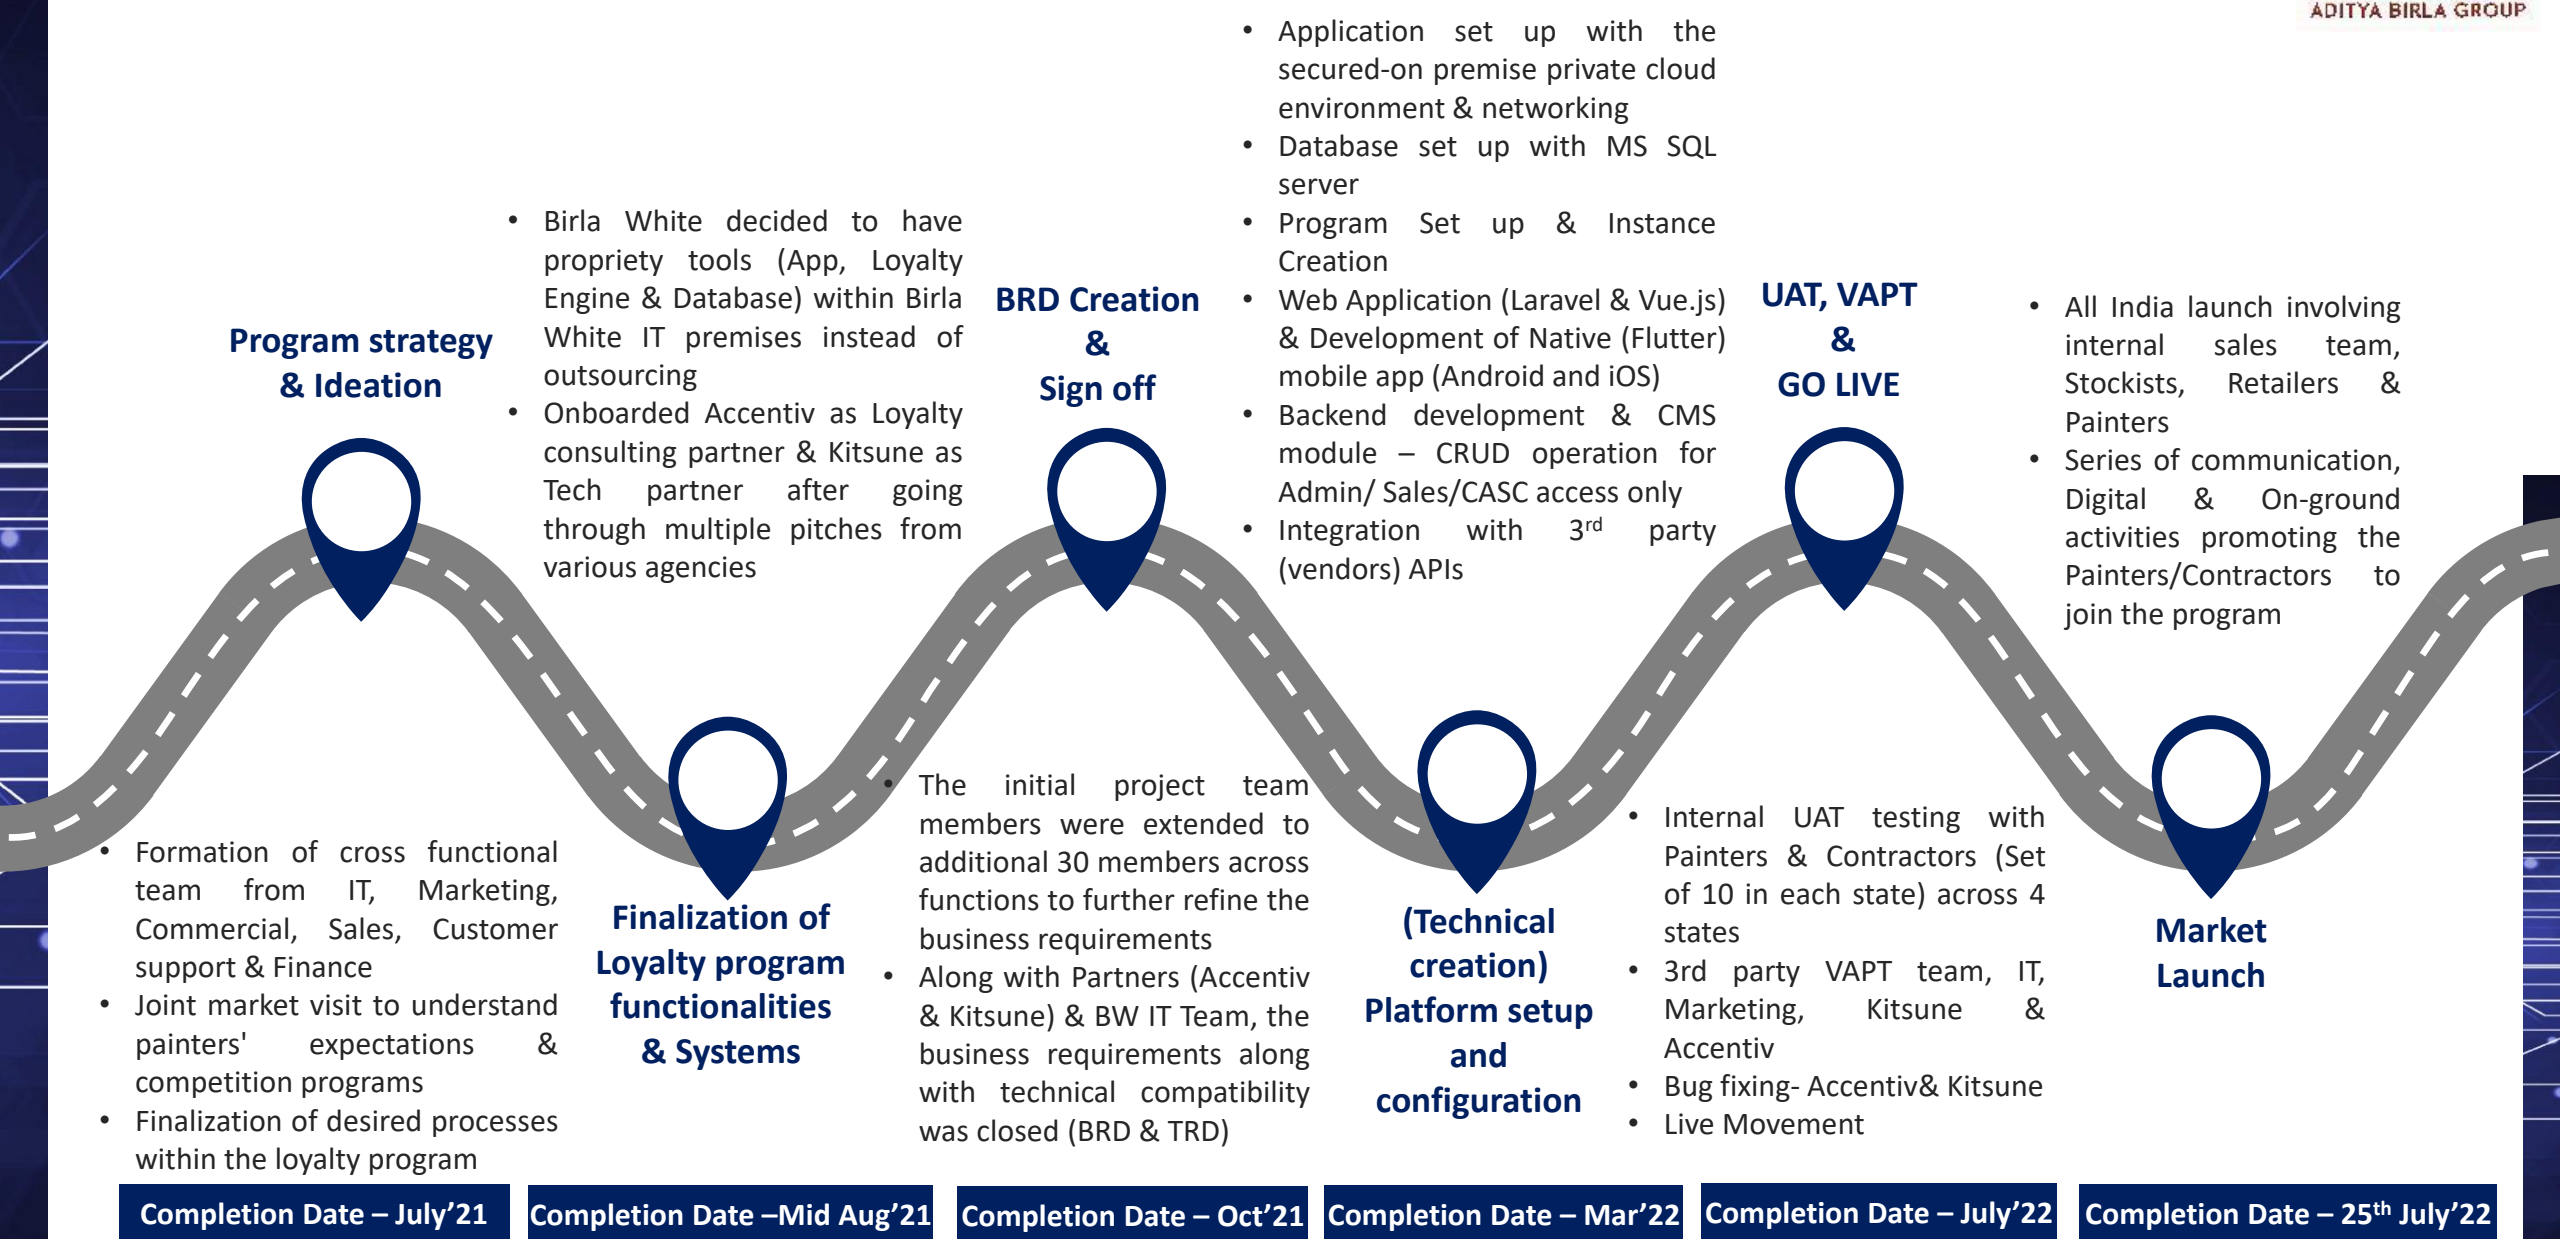 ADITYA BIRLA GROUP
Program strategy
& Ideation
• Formation of cross functional
team from IT, Marketing,
Commercial, Sales, Customer
support & Finance
• Joint market visit to understand
painters' expectations &
competition programs
• Finalization of desired processes
within the loyalty program
Completion Date – July’21
• Birla White decided to have
propriety tools (App, Loyalty
Engine & Database) within Birla
White IT premises instead of
outsourcing
• Onboarded Accentiv as Loyalty
consulting partner & Kitsune as
Tech partner after going
through multiple pitches from
various agencies
Finalization of
Loyalty program
functionalities
& Systems
Completion Date –Mid Aug’21
BRD Creation
&
Sign off
• The initial project team
members were extended to
additional 30 members across
functions to further refine the
business requirements
• Along with Partners (Accentiv
& Kitsune) & BW IT Team, the
business requirements along
with technical compatibility
was closed (BRD & TRD)
Completion Date – Oct’21
• Application set up with the
secured-on premise private cloud
environment & networking
• Database set up with MS SQL
server
• Program Set up & Instance
Creation
• Web Application (Laravel & Vue.js)
& Development of Native (Flutter)
mobile app (Android and iOS)
• Backend development & CMS
module – CRUD operation for
Admin/ Sales/CASC access only
• Integration with 3rd party
(vendors) APIs
(Technical
creation)
Platform setup
and
configuration
Completion Date – Mar’22
UAT, VAPT
&
GO LIVE
• Internal UAT testing with
Painters & Contractors (Set
of 10 in each state) across 4
states
• 3rd party VAPT team, IT,
Marketing, Kitsune &
Accentiv
• Bug fixing- Accentiv& Kitsune
• Live Movement
Completion Date – July’22
• All India launch involving
internal sales team,
Stockists, Retailers &
Painters
• Series of communication,
Digital & On-ground
activities promoting the
Painters/Contractors to
join the program
Market
Launch
Completion Date – 25th July’22